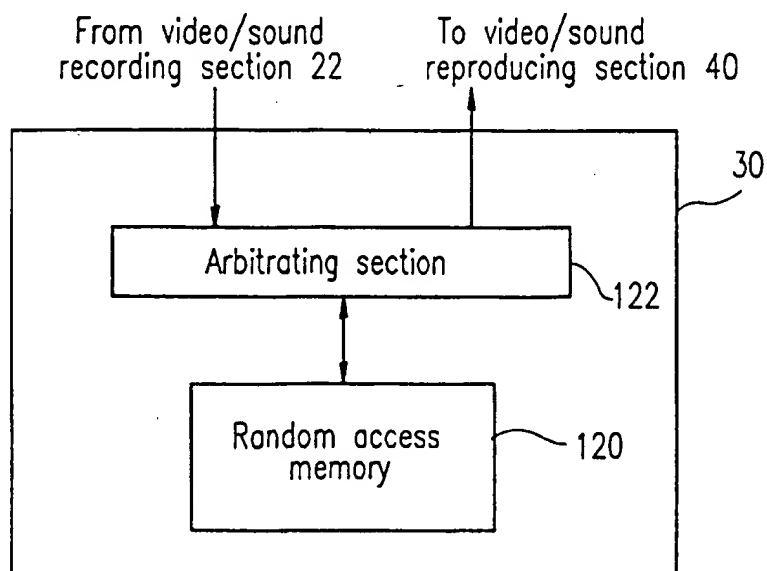 From video/sound
recording section 22
To video/sound
reproducing section 40
30
Arbitrating section
122
Random access
memory
120